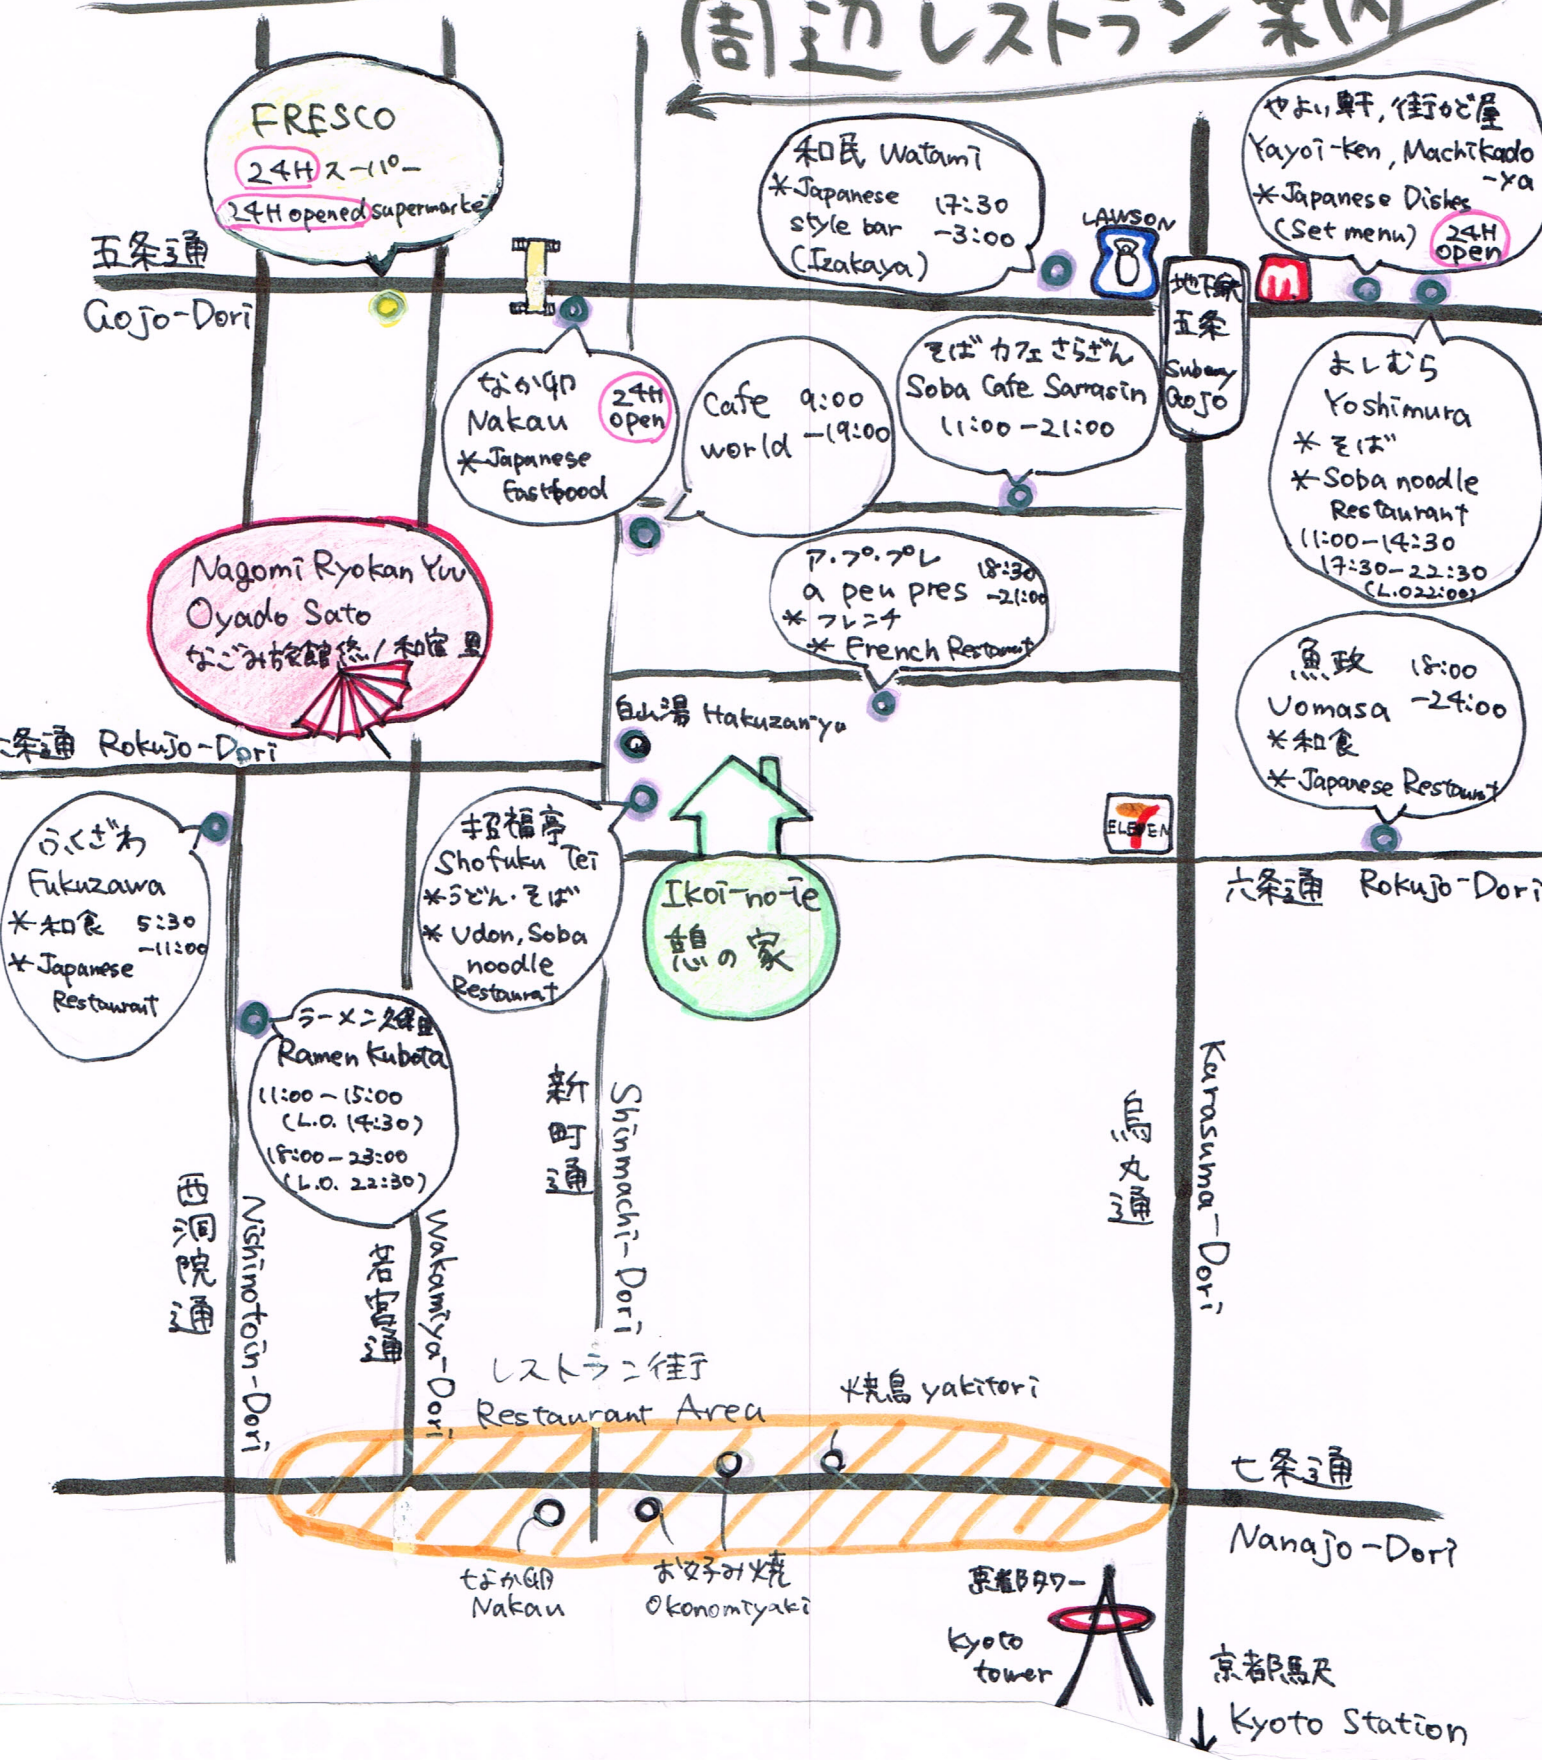 周辺レストラン案内
FRESCO
24H スーパー
24H opened supermarket
五条通
Gojo-Dori
和民 Watami
*Japanese
style bar
(Izakaya)
17:30
-3:00
LAWSON
地下鉄
五条
Subway
Gojo
M
やよい軒, 街かど屋
Yayoi-ken, Machikado
-ya
*Japanese Dishes
(Set menu)
24H
open
なか卯
Nakau
24H
open
*Japanese
fastfood
Cafe 9:00
world -19:00
そばカフェさらざん
Soba Cafe Sarrasin
11:00-21:00
よしむら
Yoshimura
* そば
* Soba noodle
Restaurant
11:00-14:30
17:30-22:30
(L.O 22:00)
Nagomi Ryokan Yuu
Oyado Sato
なごみ旅館 悠 / 和宿 里
ア・プ・プレ
a peu pres
18:30
-21:00
* フレンチ
* French Restaurant
魚政 18:00
Uomasa -24:00
*和食
*Japanese Restaurant
白山湯 Hakuzan-yu
条通 Rokujo-Dori
ふくざわ
Fukuzawa
*和食 5:30
-11:00
*Japanese
Restaurant
招福亭
Shofuku Tei
*うどん・そば
* Udon, Soba
noodle
Restaurat
Ikoi-no-ie
憩の家
7
ELEVEN
六条通 Rokujo-Dori
ラーメン久保田
Ramen Kubota
11:00-15:00
(L.O. 14:30)
18:00-23:00
(L.O. 22:30)
西洞院通
Nishinotoin-Dori
若宮通
Wakamiya-Dori
新町通
Shinmachi-Dori
烏丸通
Karasuma-Dori
レストラン街
Restaurant Area
焼鳥 yakitori
七条通
Nanajo-Dori
なか卯
Nakau
お好み焼
Okonomiyaki
京都タワー
Kyoto
tower
京都駅
Kyoto Station